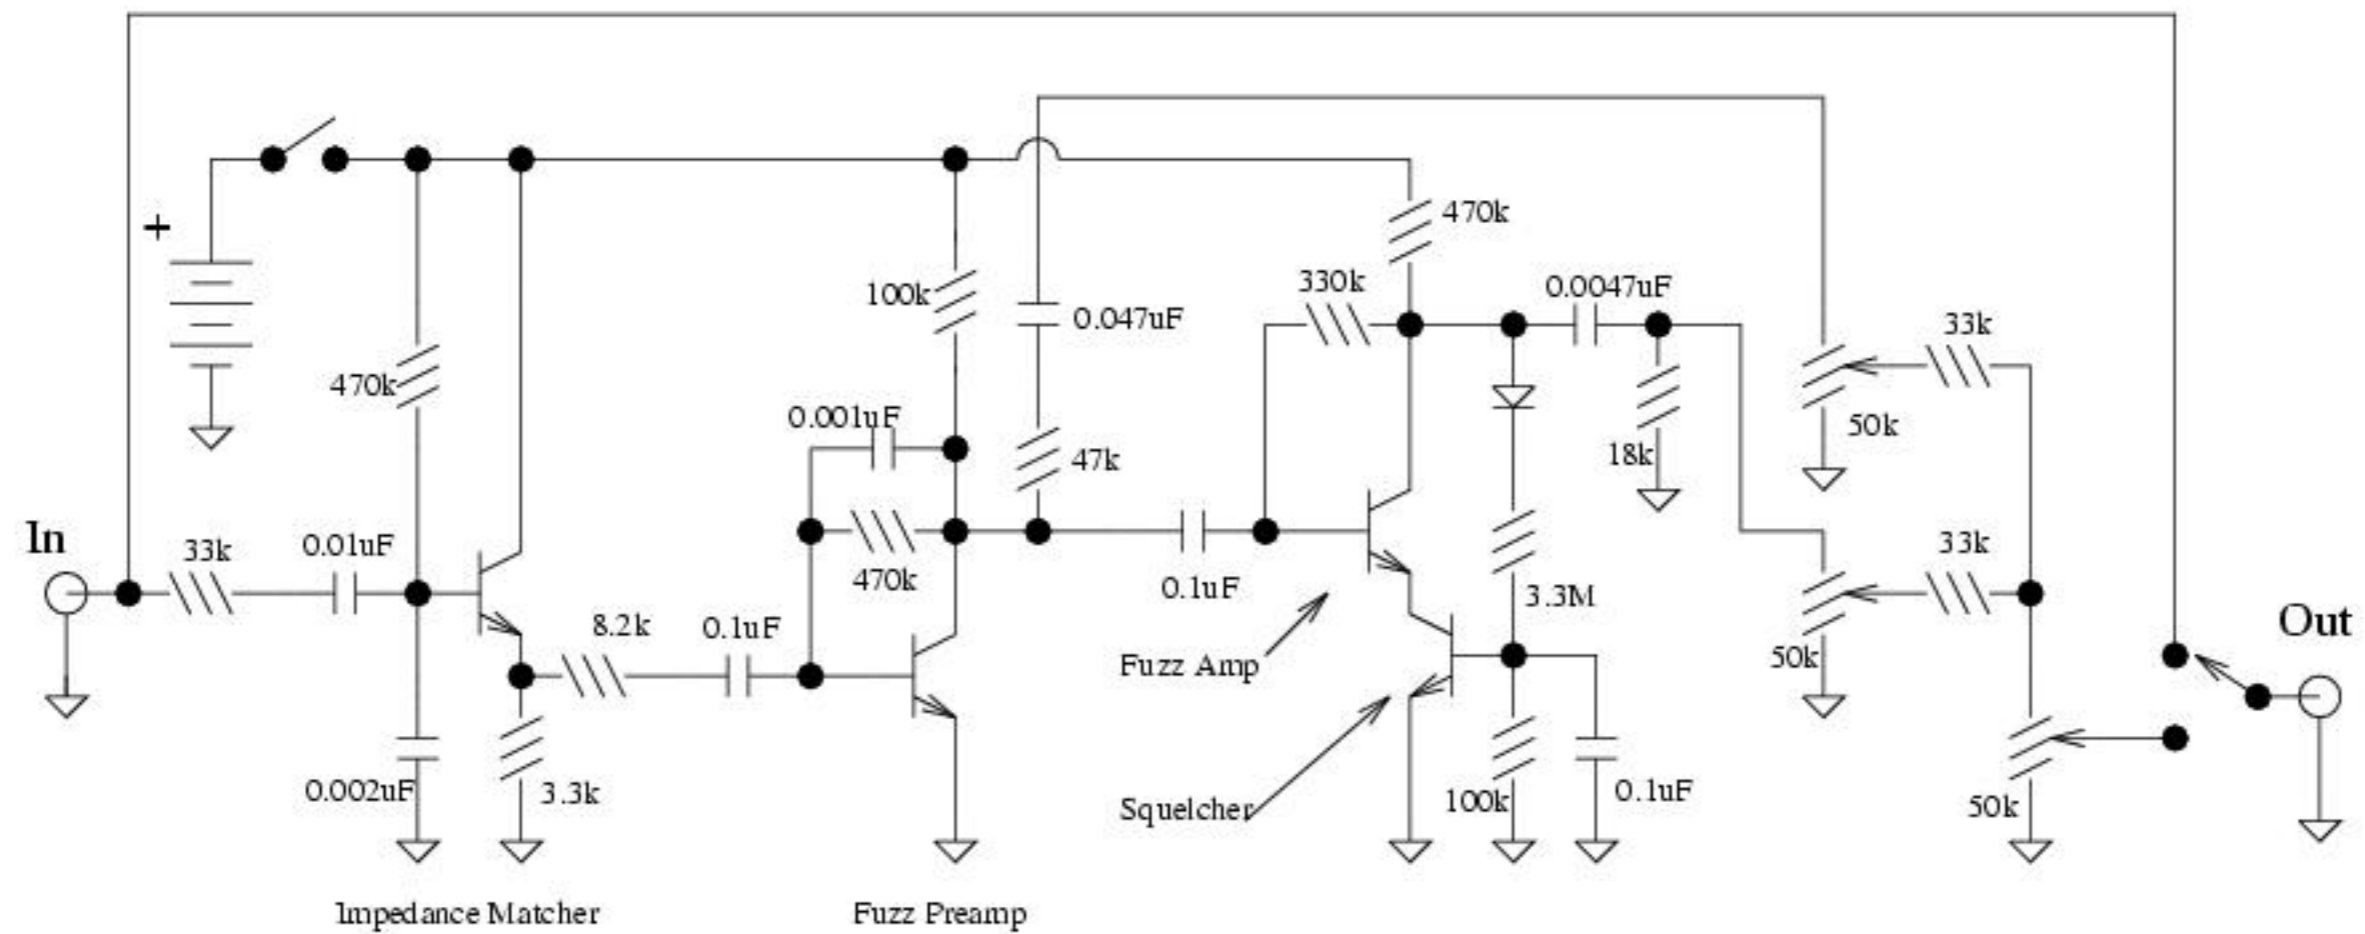 +
470k
330k
0.0047uF
100k
0.047uF
33k
470k
0.001uF
50k
18k
47k
In
33k
0.01uF
470k
0.1uF
3.3M
33k
8.2k
0.1uF
Out
Fuzz Amp
50k
0.002uF
3.3k
Squelcher
100k
0.1uF
50k
Impedance Matcher
Fuzz Preamp